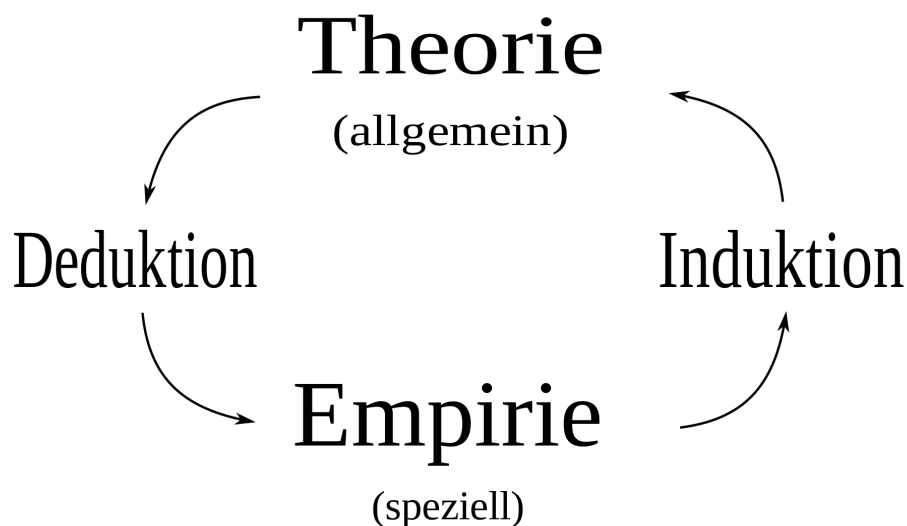 Theorie
(allgemein)
Deduktion
Induktion
Empirie
(speziell)